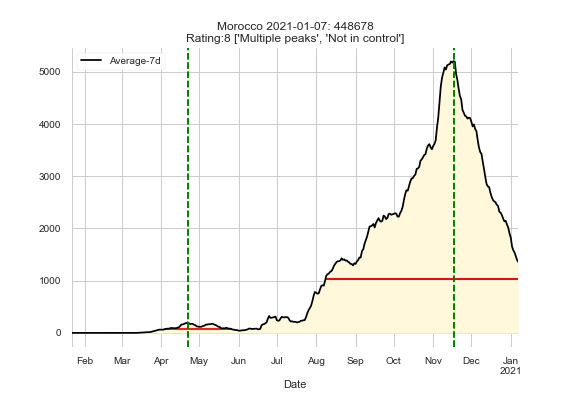 Morocco 2021-01-07: 448678
Rating:8 ['Multiple peaks', 'Not in control']
Average-7d
5000
4000
3000
2000
1000
0
Feb Mar Apr May Jun Jul Aug Sep Oct Nov Dec Jan
2021
Date